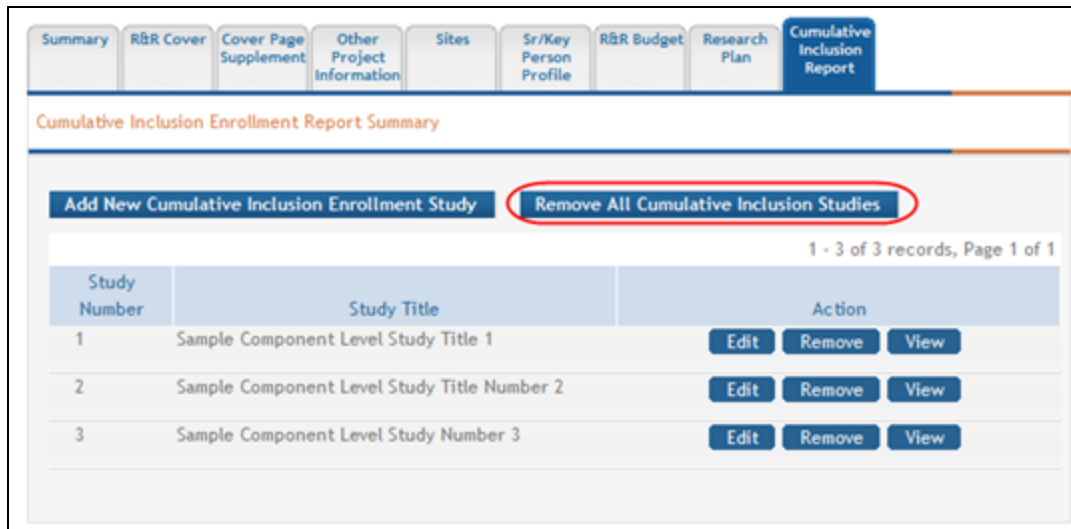 Summary
R&R Cover
Cover Page
Supplement
Other
Project
Information
Sites
Sr/Key
Person
Profile
R&R Budget
Research
Plan
Cumulative
Inclusion
Report
Cumulative Inclusion Enrollment Report Summary
Add New Cumulative Inclusion Enrollment Study Remove All Cumulative Inclusion Studies
1 - 3 of 3 records, Page 1 of 1
Study
Number Study Title Action
1 Sample Component Level Study Title 1 Edit Remove View
2 Sample Component Level Study Title Number 2 Edit Remove View
3 Sample Component Level Study Number 3 Edit Remove View